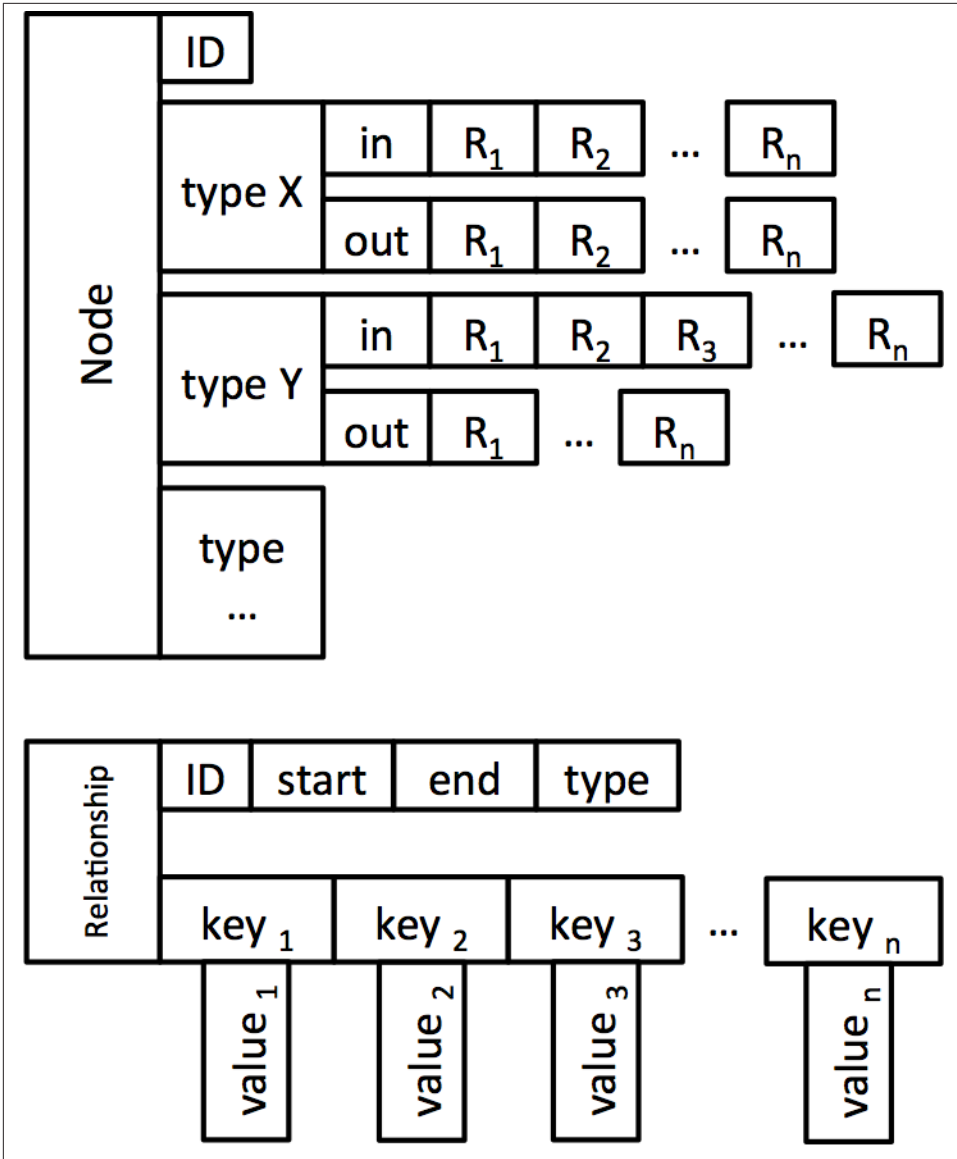 ID
in R₁ R₂ ... Rₙ
type X
out R₁ R₂ ... Rₙ
Node
in R₁ R₂ R₃ ... Rₙ
type Y
out R₁ ... Rₙ
type
...
ID start end type
Relationship
key ₁ key ₂ key ₃ ... key ₙ
value ₁ value ₂ value ₃ value ₙ